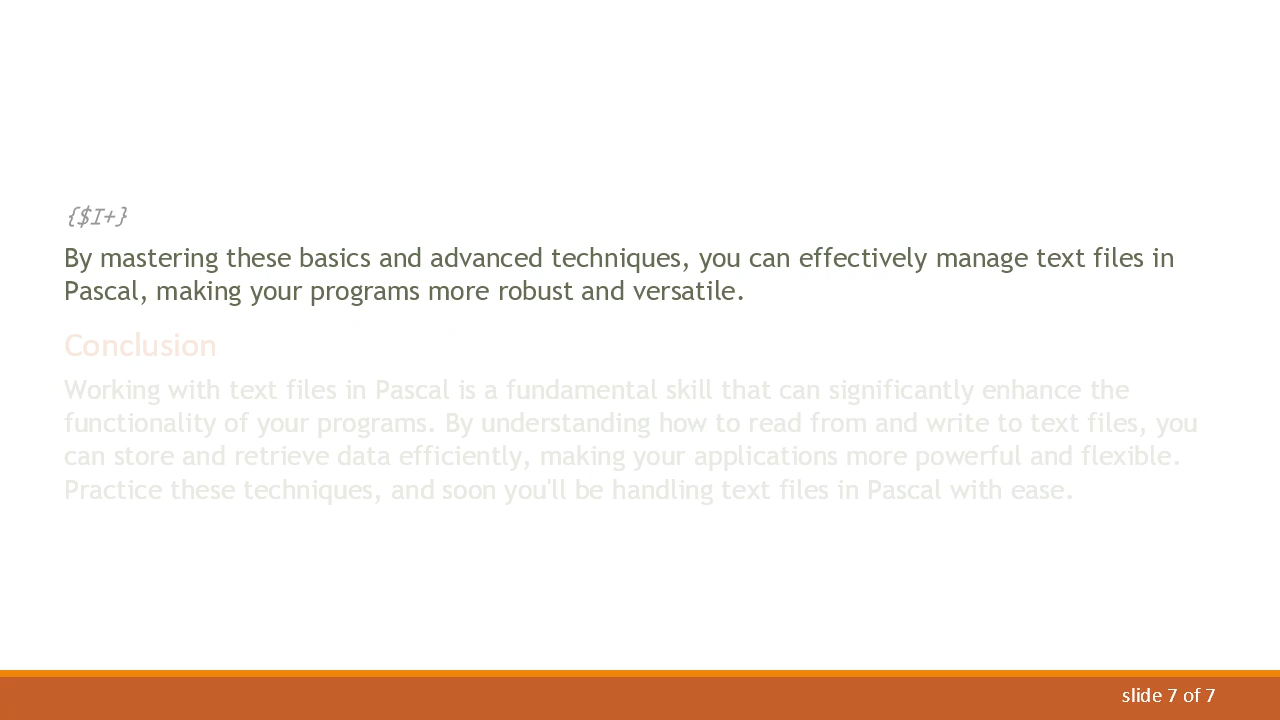 {$I+}
By mastering these basics and advanced techniques, you can effectively manage text files in
Pascal, making your programs more robust and versatile.
Conclusion
Working with text files in Pascal is a fundamental skill that can significantly enhance the
functionality of your programs. By understanding how to read from and write to text files, you
can store and retrieve data efficiently, making your applications more powerful and flexible.
Practice these techniques, and soon you'll be handling text files in Pascal with ease.
slide 7 of 7